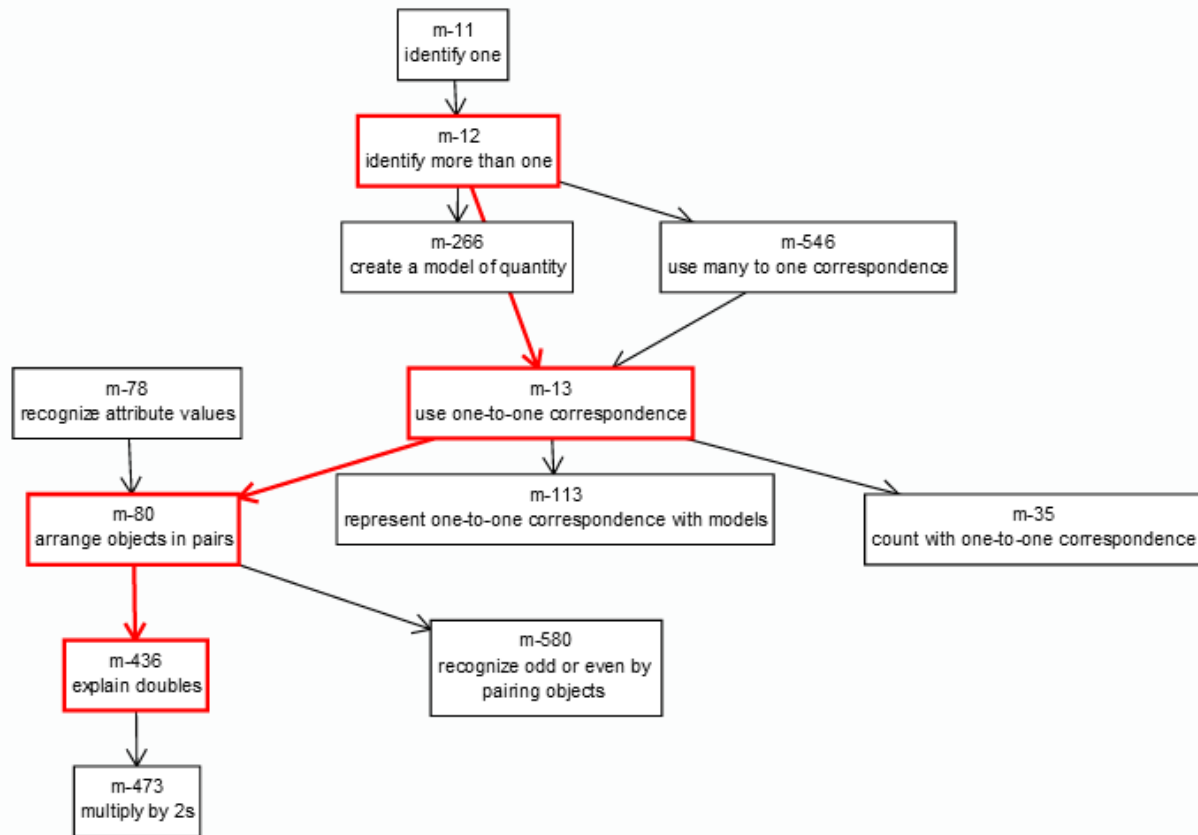 m-11
identify one
m-12
identify more than one
m-266
create a model of quantity
m-546
use many to one correspondence
m-78
recognize attribute values
m-13
use one-to-one correspondence
m-80
arrange objects in pairs
m-113
represent one-to-one correspondence with models
m-35
count with one-to-one correspondence
m-436
explain doubles
m-580
recognize odd or even by
pairing objects
m-473
multiply by 2s